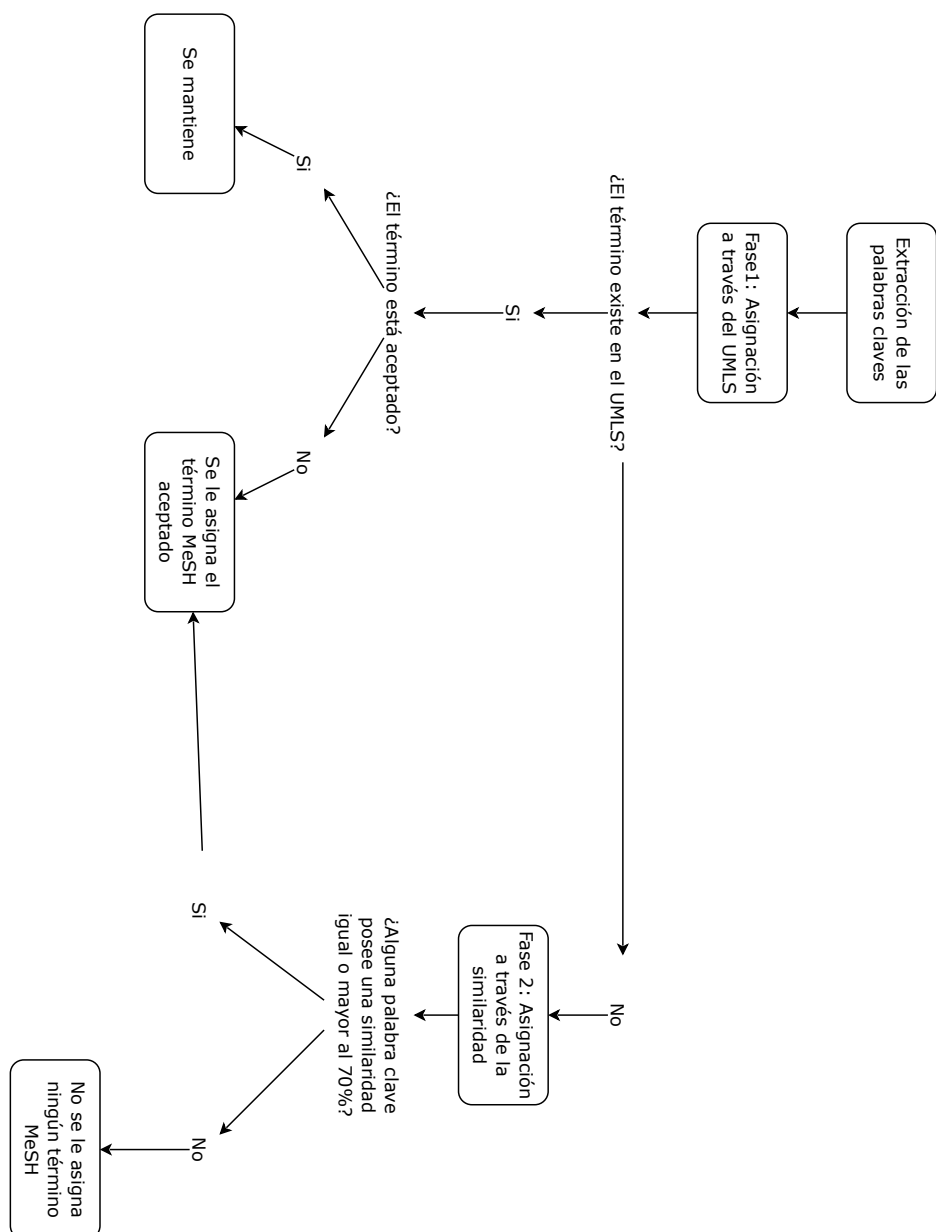 Extracción de las
palabras claves
Fase1: Asignación
a través del UMLS
¿El término existe en el UMLS?
Si
No
¿El término está aceptado?
Fase 2: Asignación
a través de la
similaridad
Si
No
¿Alguna palabra clave
posee una similaridad
igual o mayor al 70%?
Se mantiene
Se le asigna el
término MeSH
aceptado
Si
No
No se le asigna
ningún término
MeSH